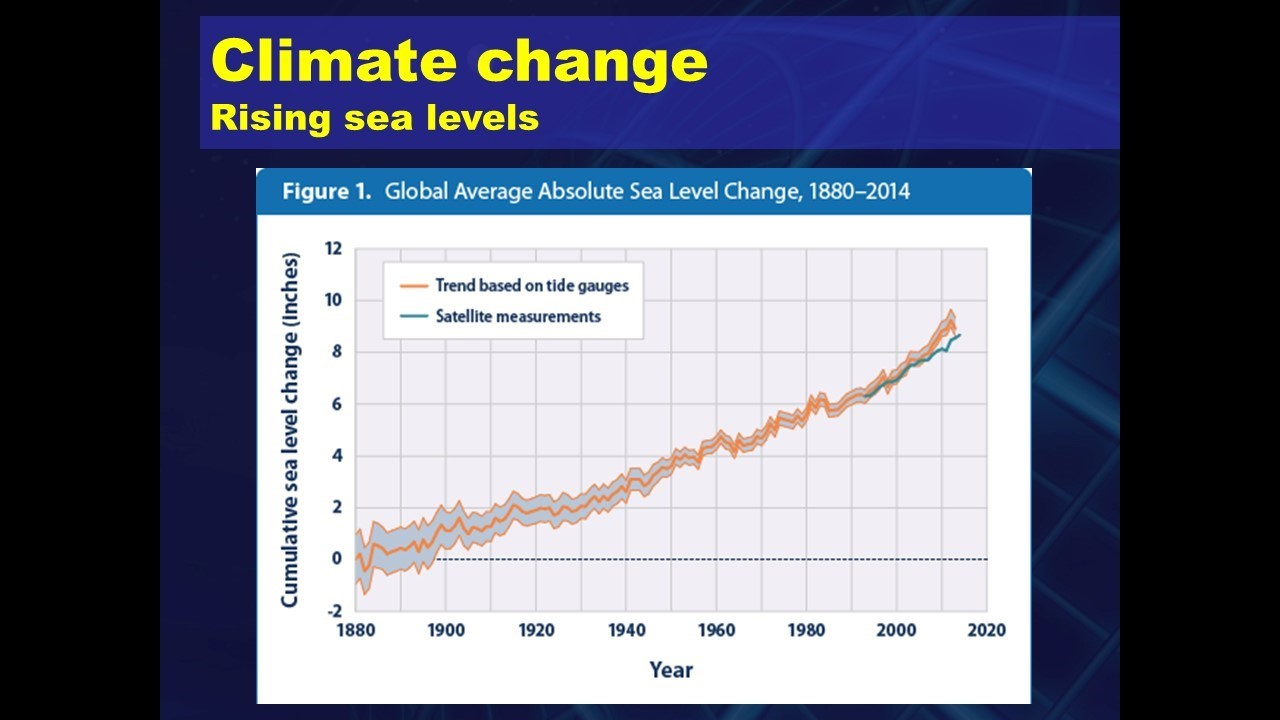 Climate change
Rising sea levels
Figure 1. Global Average Absolute Sea Level Change, 1880–2014
Cumulative sea level change (inches)
12
10
8
6
4
2
0
-2
Trend based on tide gauges
Satellite measurements
1880 1900 1920 1940 1960 1980 2000 2020
Year